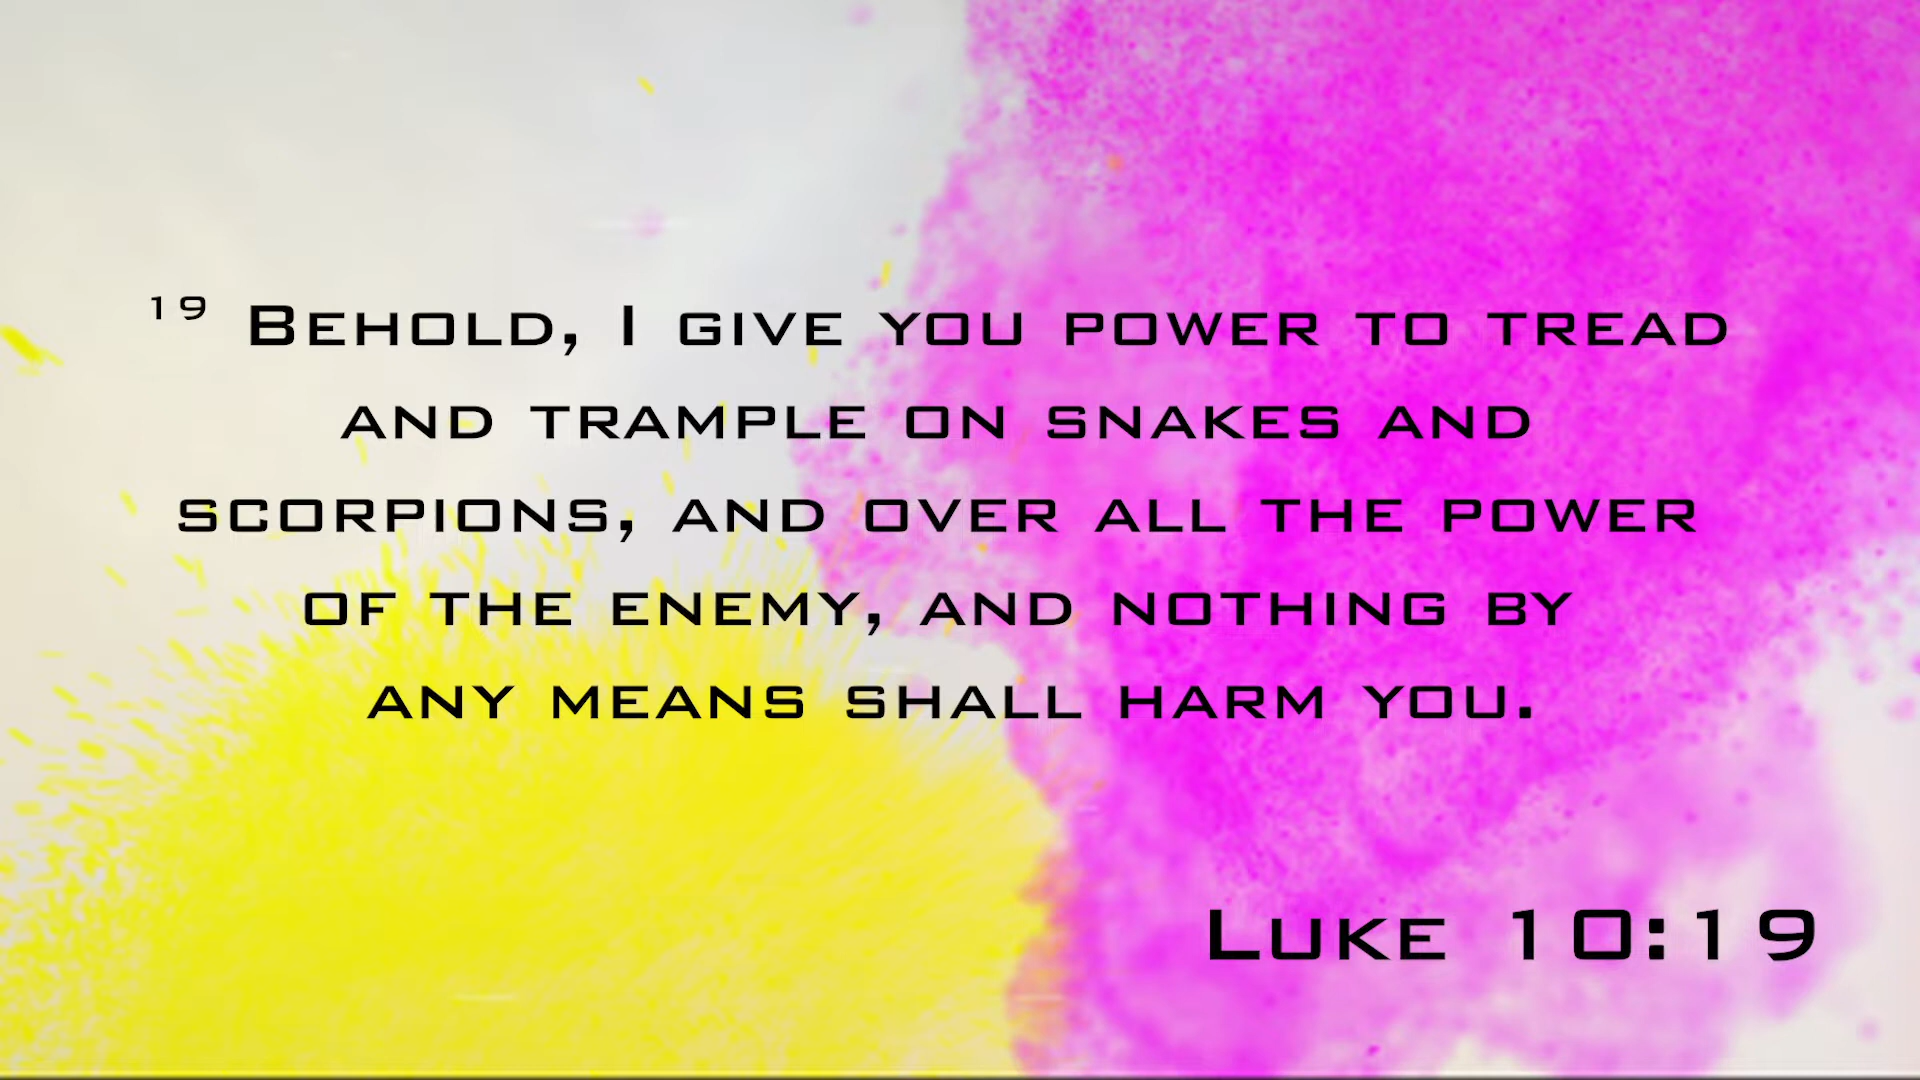 19 Behold, I give you power to tread
and trample on snakes and
scorpions, and over all the power
of the enemy, and nothing by
any means shall harm you.
Luke 10:19